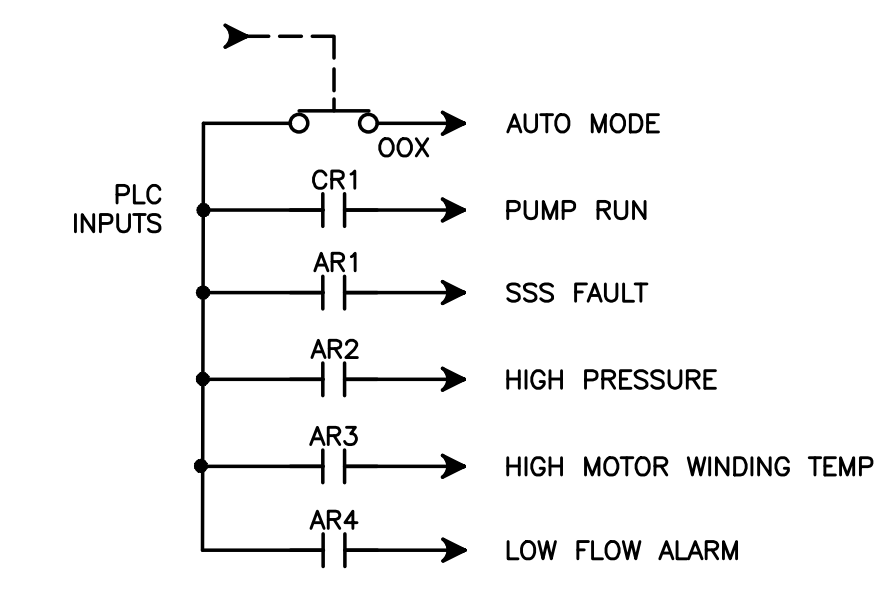 AUTO MODE
OOX
PLC
INPUTS
CR1
PUMP RUN
AR1
SSS FAULT
AR2
HIGH PRESSURE
AR3
HIGH MOTOR WINDING TEMP
AR4
LOW FLOW ALARM